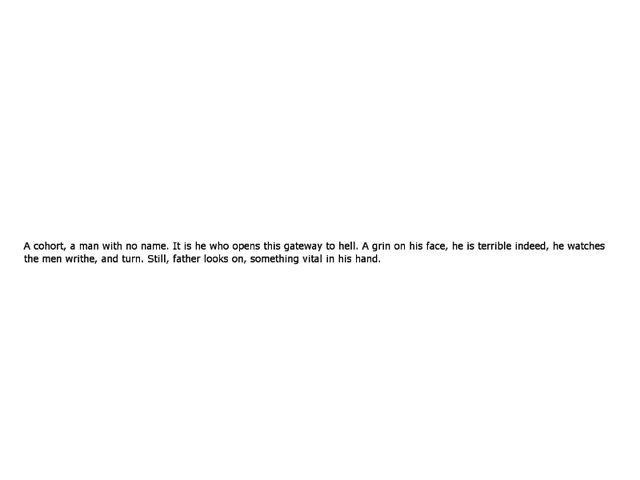 A cohort, a man with no name. It is he who opens this gateway to hell. A grin on his face, he is terrible indeed, he watches
the men writhe, and turn. Still, father looks on, something vital in his hand.